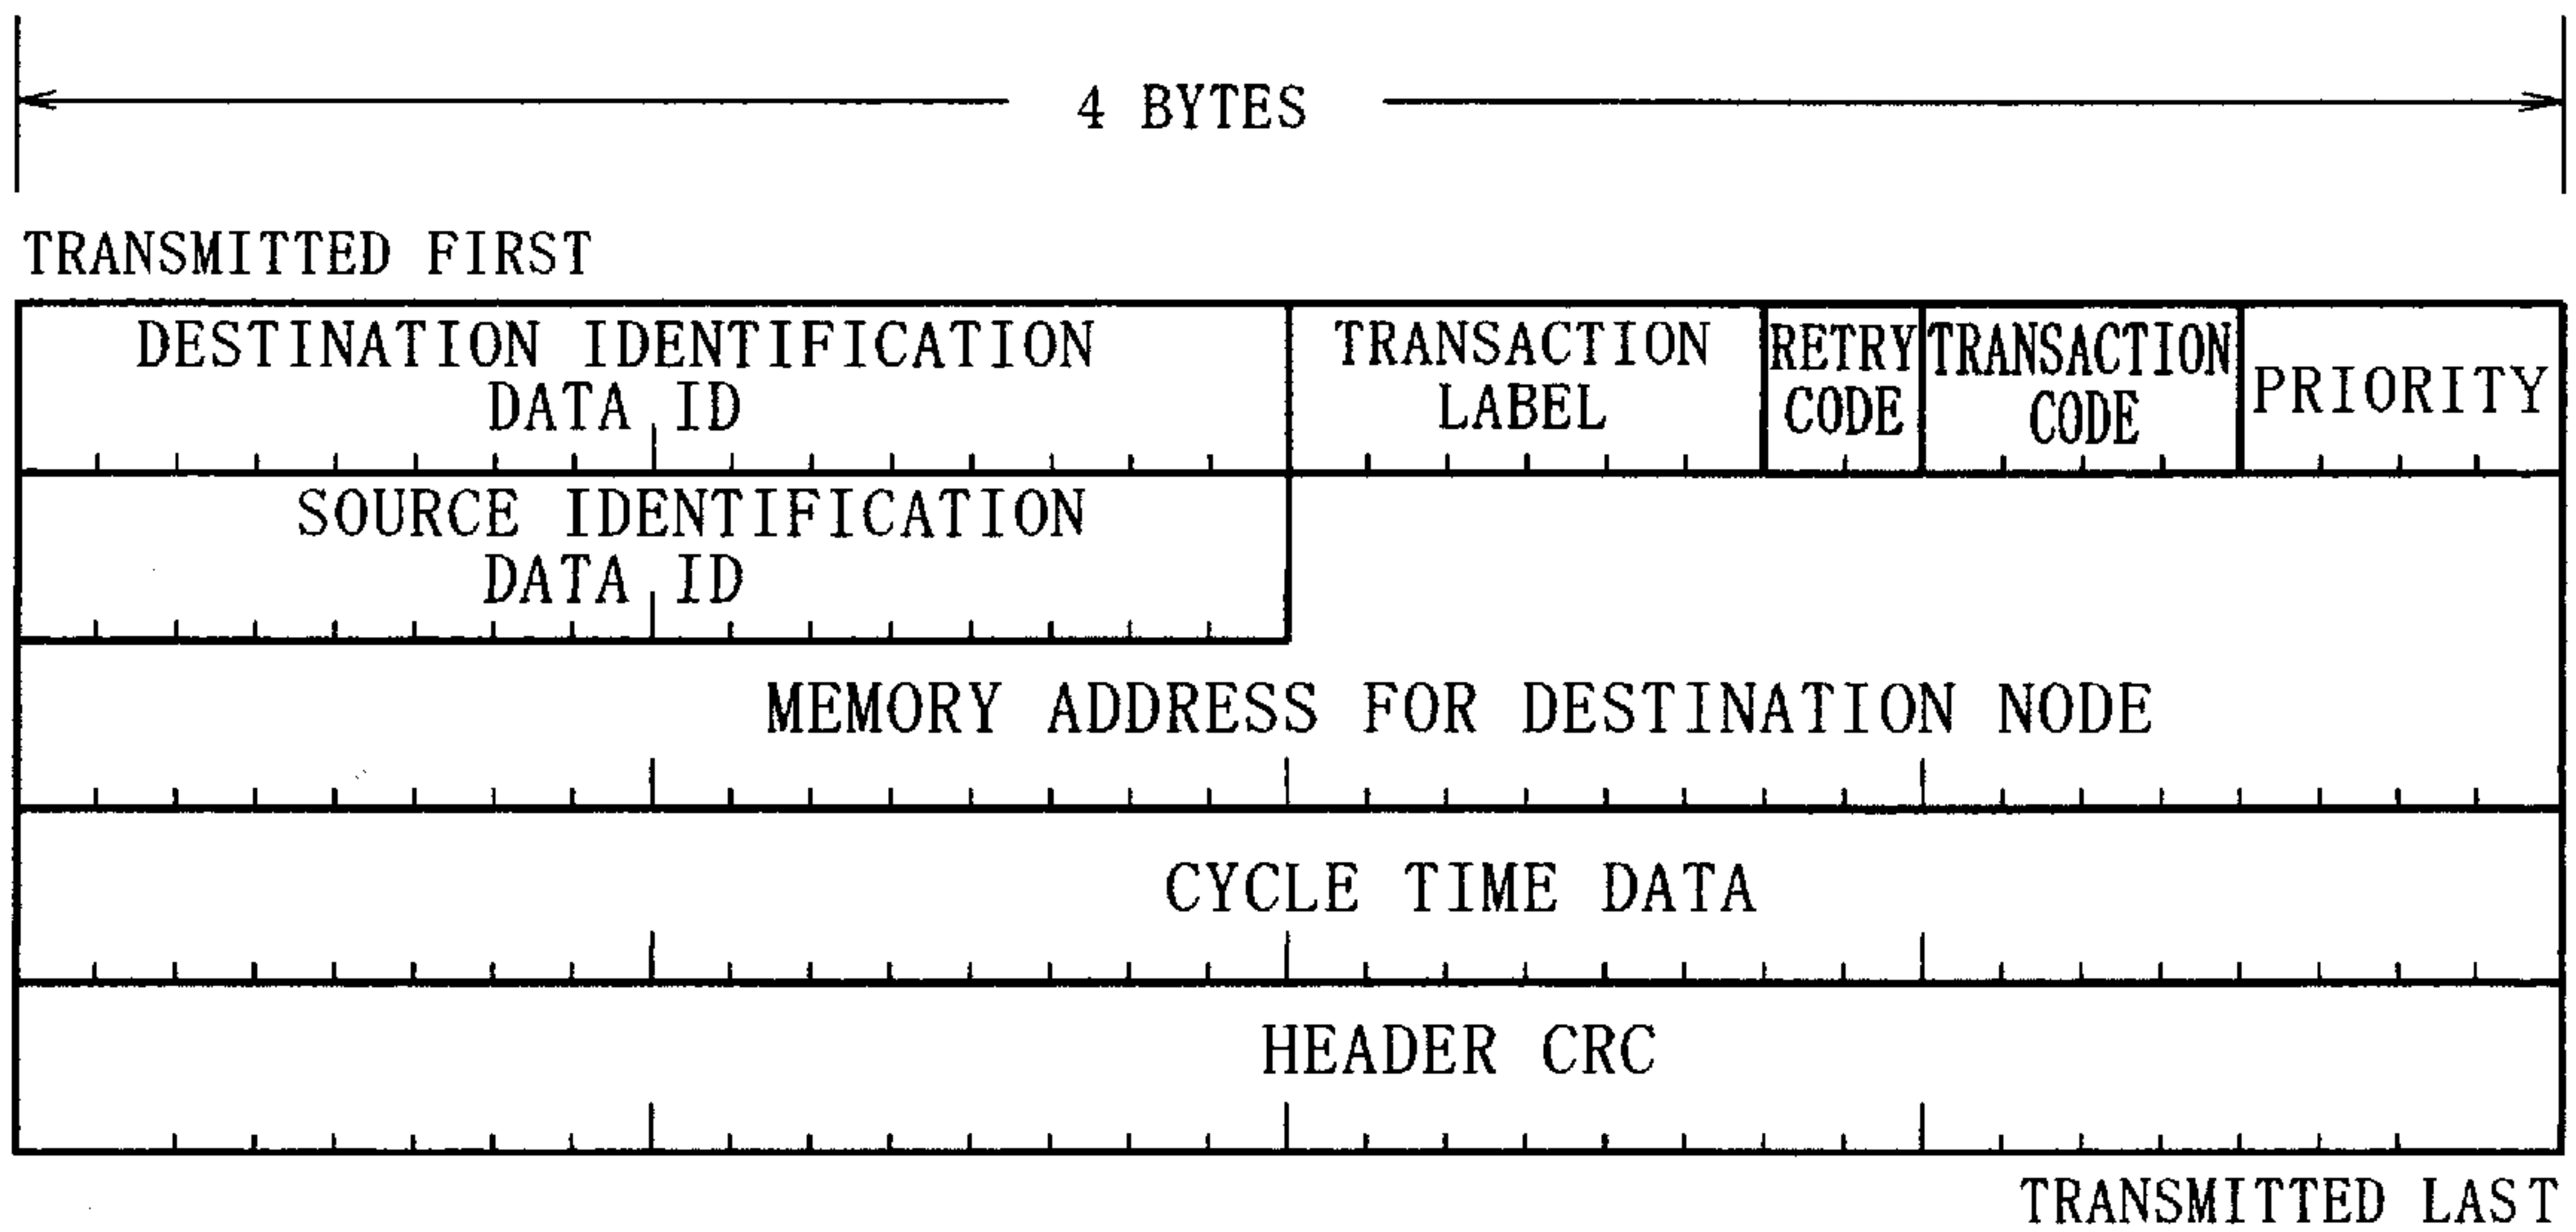 4 BYTES
TRANSMITTED FIRST
DESTINATION IDENTIFICATION
DATA ID
TRANSACTION
LABEL
RETRY
CODE
TRANSACTION
CODE
PRIORITY
SOURCE IDENTIFICATION
DATA ID
MEMORY ADDRESS FOR DESTINATION NODE
CYCLE TIME DATA
HEADER CRC
TRANSMITTED LAST